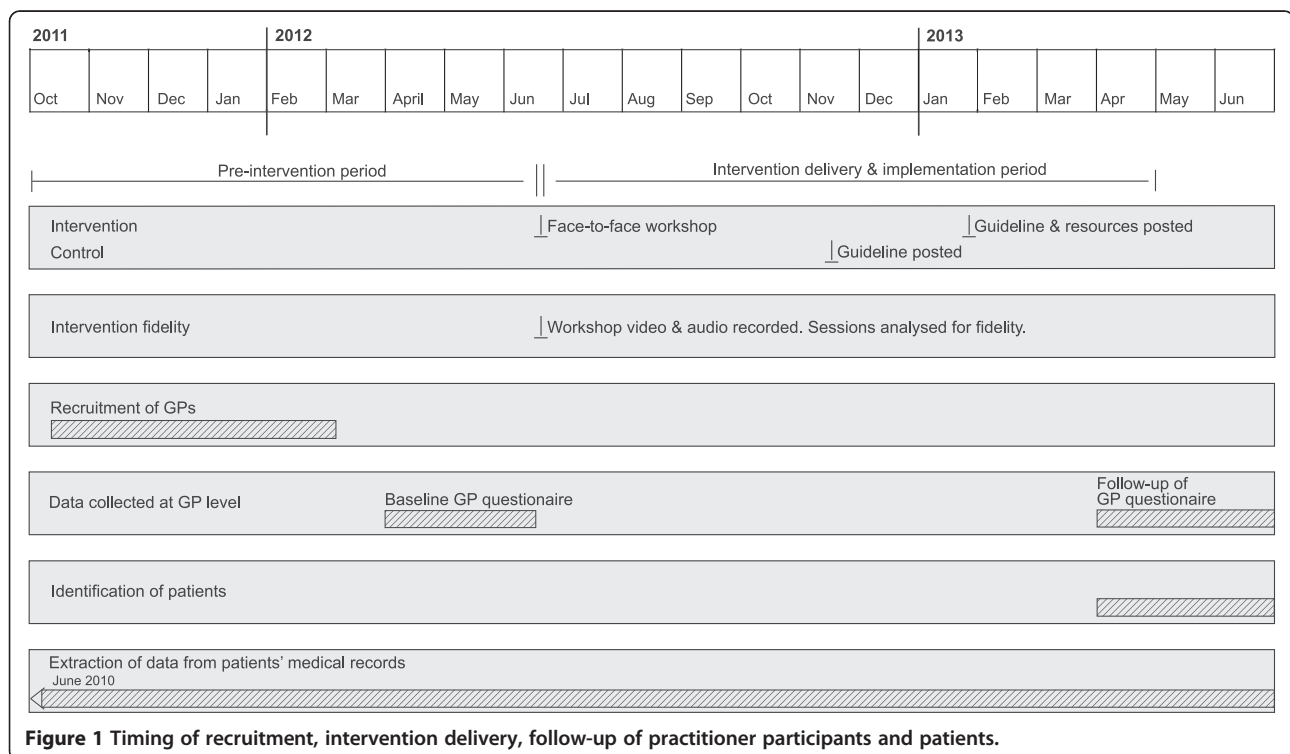 2011 2012 2013
Oct Nov Dec Jan Feb Mar April May Jun Jul Aug Sep Oct Nov Dec Jan Feb Mar Apr May Jun
Pre-intervention period Intervention delivery & implementation period
Intervention Face-to-face workshop Guideline & resources posted
Control Guideline posted
Intervention fidelity Workshop video & audio recorded. Sessions analysed for fidelity.
Recruitment of GPs
Data collected at GP level Baseline GP questionaire Follow-up of
GP questionaire
Identification of patients
Extraction of data from patients’ medical records
June 2010
Figure 1 Timing of recruitment, intervention delivery, follow-up of practitioner participants and patients.